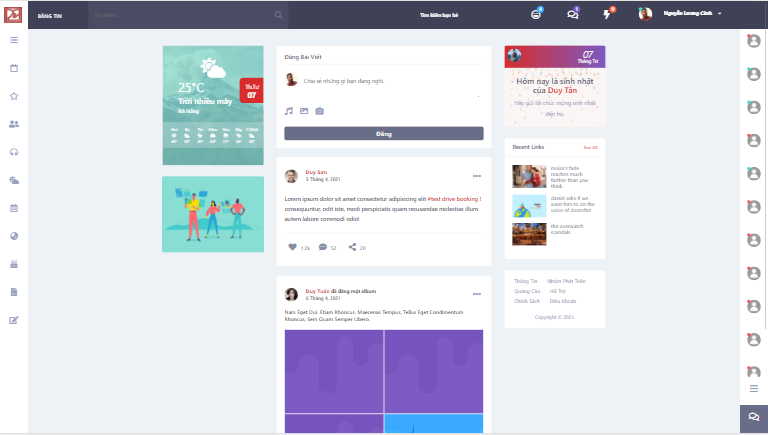 BẢNG TIN
Tìm kiếm...
Tìm kiếm bạn bè
Nguyễn Lương Cảnh
25°C
Trời nhiều mây
Đà Nẵng
Th.Tư
07
Đăng Bài Viết
Chia sẻ những gì bạn đang nghĩ
Đăng
Duy Sơn
5 Tháng 4, 2021
Lorem ipsum dolor sit amet consectetur adipisicing elit #test drive booking !
consequuntur, odit iste, modi perspiciatis quam recusandae molestias illum
autem labore commodi odio!
1.2k
52
20
Duy Tuấn đã đăng một album
6 Tháng 4, 2021
Nam Eget Dui. Etiam Rhoncus. Maecenas Tempus, Tellus Eget Condimentum
Rhoncus, Sem Quam Semper Libero.
07
Tháng Tư
Hôm nay là sinh nhật
của Duy Tân
Hãy gửi lời chúc mừng sinh nhật
đến họ.
Recent Links
See All
moira's fade
reaches much
farther than you
think
daniel asks if we
want him to do the
voice of doomfist
the overwatch
scandals
Thông Tin
Nhóm Phát Triển
Quảng Cáo
Hỗ Trợ
Chính Sách
Điều khoản
Copyright © 2021